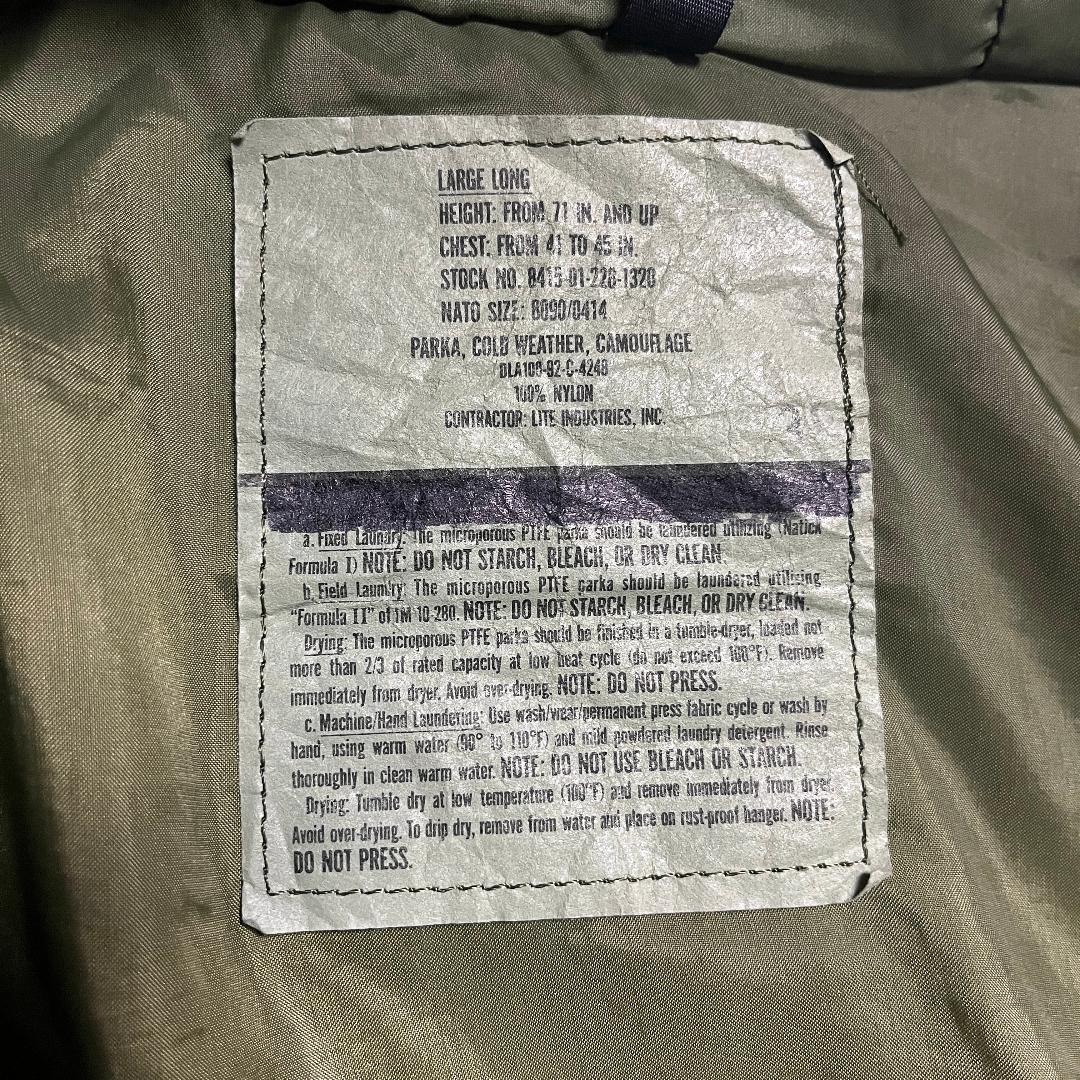 LARGE LONG
HEIGHT: FROM 71 IN. AND UP
CHEST: FROM 41 TO 45 IN.
STOCK NO. 8415-01-228-1320
NATO SIZE: 8090/0414
PARKA, COLD WEATHER, CAMOUFLAGE
DLA100-92-C-4248
100% NYLON
CONTRACTOR: LITE INDUSTRIES, INC.
a. Fixed Laundry: The microporous PTFE parka should be laundered utilizing (Natick
Formula I) NOTE: DO NOT STARCH, BLEACH, OR DRY CLEAN.
b. Field Laundry: The microporous PTFE parka should be laundered utilizing
"Formula II" of TM 10-280. NOTE: DO NOT STARCH, BLEACH, OR DRY CLEAN.
Drying: The microporous PTFE parka should be finished in a tumble-dryer, loaded not
more than 2/3 of rated capacity at low heat cycle (do not exceed 100°F). Remove
immediately from dryer. Avoid over-drying. NOTE: DO NOT PRESS.
c. Machine/Hand Laundering: Use wash/wear/permanent press fabric cycle or wash by
hand, using warm water (90° to 110°F) and mild powdered laundry detergent. Rinse
thoroughly in clean warm water. NOTE: DO NOT USE BLEACH OR STARCH.
Drying: Tumble dry at low temperature (100°F) and remove immediately from dryer.
Avoid over-drying. To drip dry, remove from water and place on rust-proof hanger. NOTE:
DO NOT PRESS.